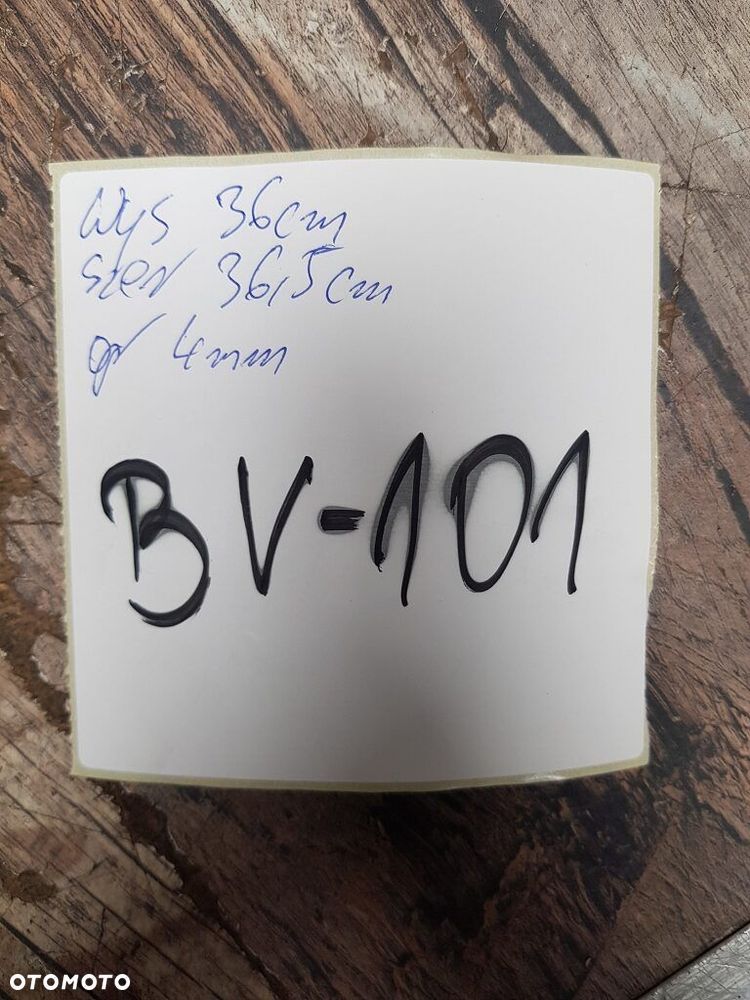 wys 36cm
szer 36,5cm
gr 4mm
BV-101
OTOMOTO